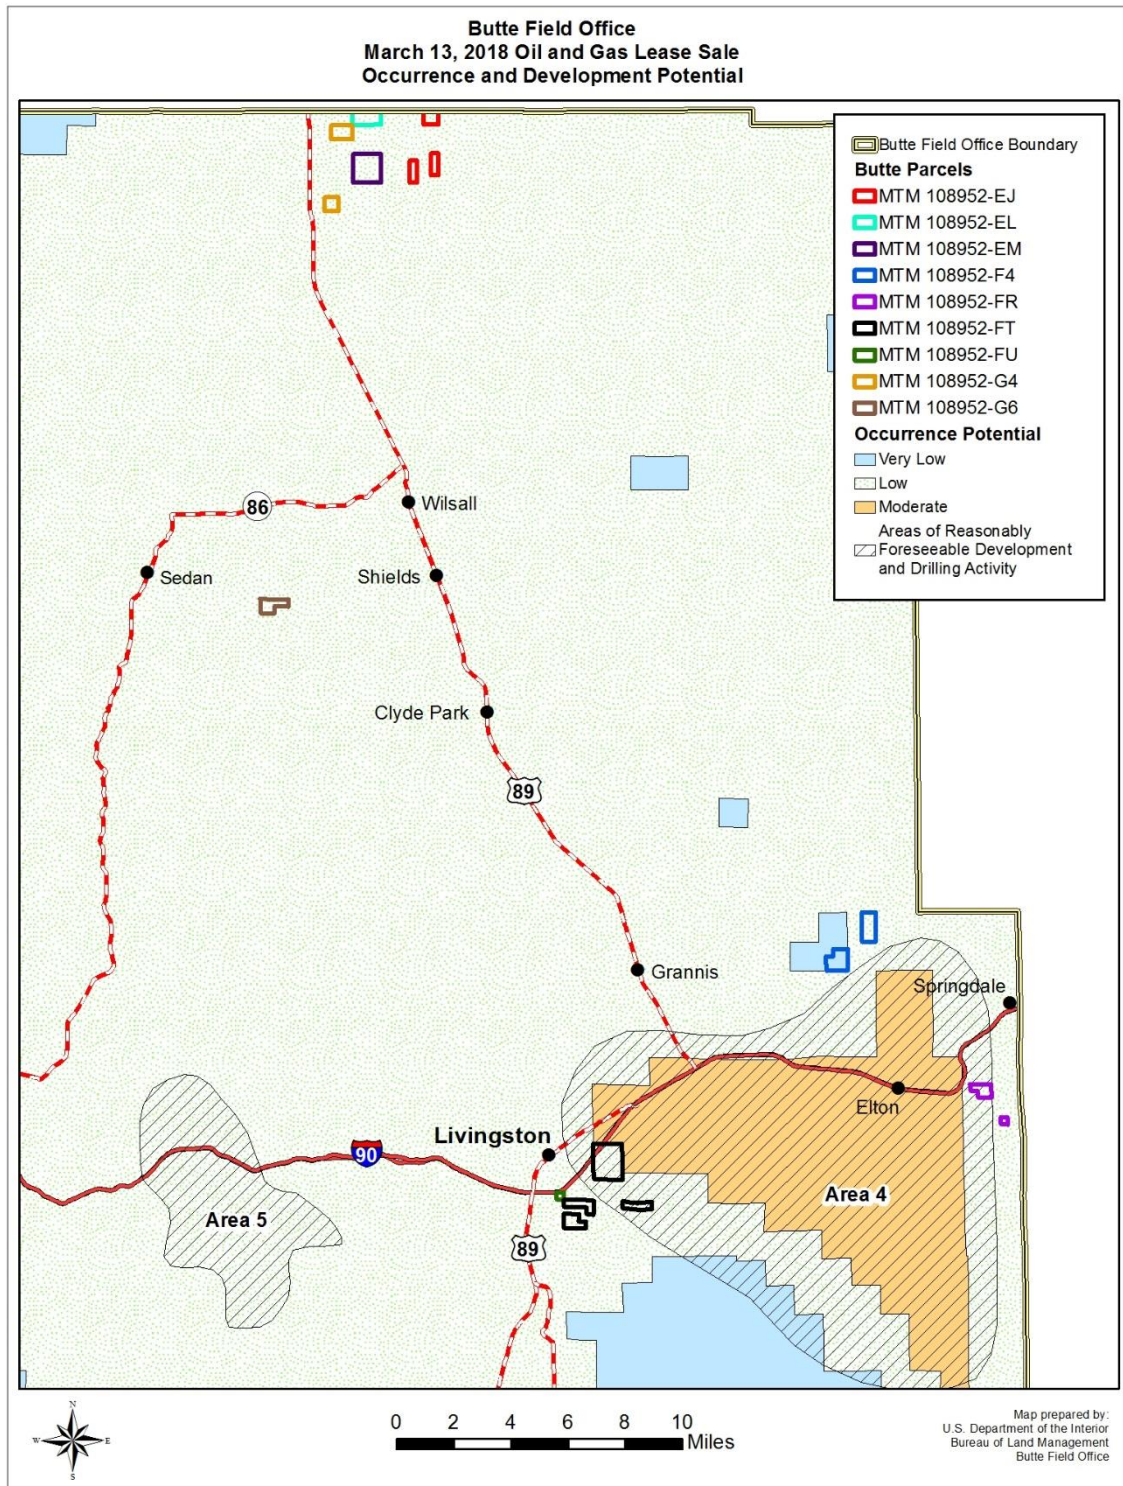 Butte Field Office
March 13, 2018 Oil and Gas Lease Sale
Occurrence and Development Potential
Butte Field Office Boundary
Butte Parcels
MTM 108952-EJ
MTM 108952-EL
MTM 108952-EM
MTM 108952-F4
MTM 108952-FR
MTM 108952-FT
MTM 108952-FU
MTM 108952-G4
MTM 108952-G6
Occurrence Potential
Very Low
Low
Moderate
Areas of Reasonably
Foreseeable Development
and Drilling Activity
86
Wilsall
Sedan
Shields
Clyde Park
89
Grannis
Springdale
Elton
Livingston
90
Area 4
Area 5
89
N
W E
S
0 2 4 6 8 10
Miles
Map prepared by:
U.S. Department of the Interior
Bureau of Land Management
Butte Field Office